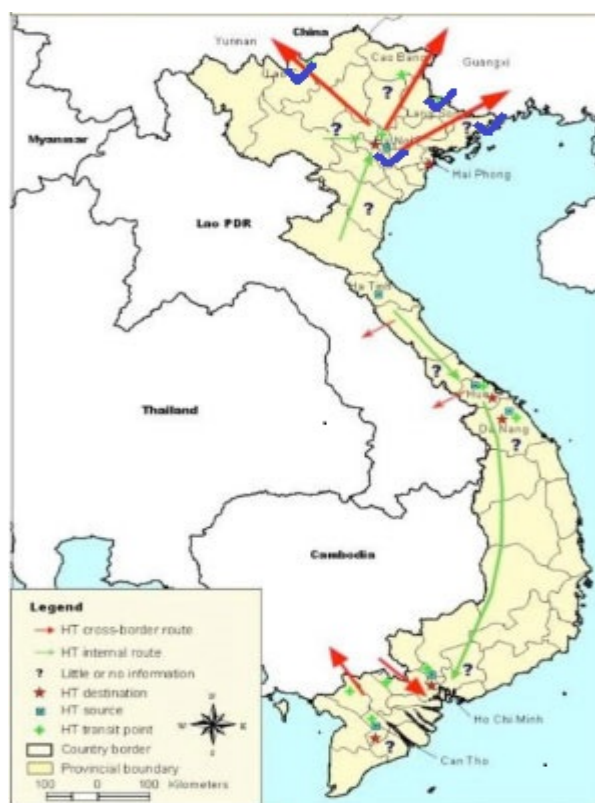 China
Yunnan
Cao Bang
Guangxi
Lang
Myanmar
Hai Phong
Lao PDR
Ha Tinh
Hue
Thailand
Da Nang
Cambodia
Legend
HT cross-border route
HT internal route
? Little or no information
HT destination
HT source
HT transit point
Country border
Provincial boundary
100 0 100 Kilometers
N
W E
S
Ho Chi Minh
Can Tho
? ? ? ? ? ? ? ? ?